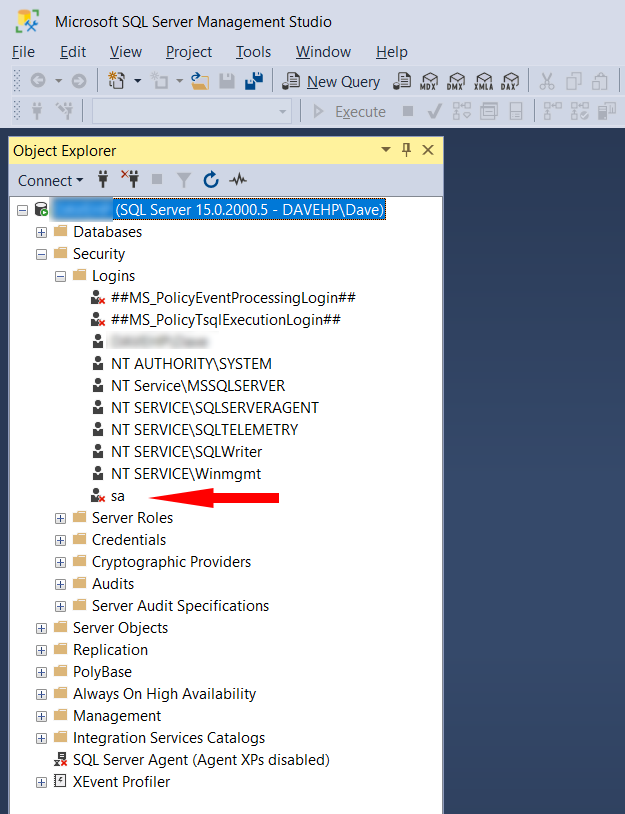 Microsoft SQL Server Management Studio
File Edit View Project Tools Window Help
New Query MDX DMX XMLA DAX
Execute
Object Explorer
Connect
(SQL Server 15.0.2000.5 - DAVEHP\Dave)
Databases
Security
Logins
##MS_PolicyEventProcessingLogin##
##MS_PolicyTsqlExecutionLogin##
NT AUTHORITY\SYSTEM
NT Service\MSSQLSERVER
NT SERVICE\SQLSERVERAGENT
NT SERVICE\SQLTELEMETRY
NT SERVICE\SQLWriter
NT SERVICE\Winmgmt
sa
Server Roles
Credentials
Cryptographic Providers
Audits
Server Audit Specifications
Server Objects
Replication
PolyBase
Always On High Availability
Management
Integration Services Catalogs
SQL Server Agent (Agent XPs disabled)
XEvent Profiler